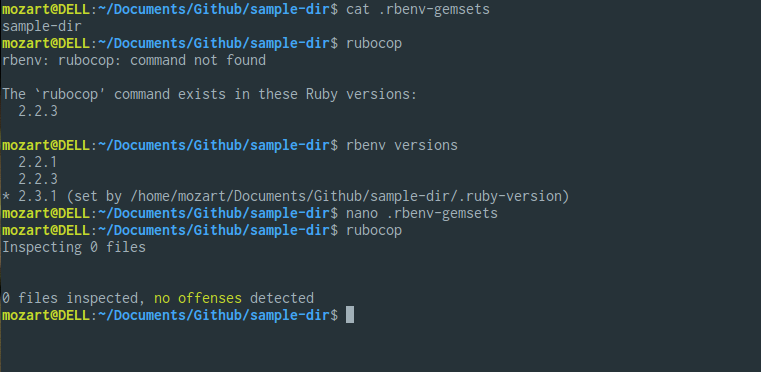 mozart@DELL:~/Documents/Github/sample-dir$ cat .rbenv-gemsets
sample-dir
mozart@DELL:~/Documents/Github/sample-dir$ rubocop
rbenv: rubocop: command not found
The `rubocop' command exists in these Ruby versions:
  2.2.3
mozart@DELL:~/Documents/Github/sample-dir$ rbenv versions
  2.2.1
  2.2.3
* 2.3.1 (set by /home/mozart/Documents/Github/sample-dir/.ruby-version)
mozart@DELL:~/Documents/Github/sample-dir$ nano .rbenv-gemsets
mozart@DELL:~/Documents/Github/sample-dir$ rubocop
Inspecting 0 files
0 files inspected, no offenses detected
mozart@DELL:~/Documents/Github/sample-dir$